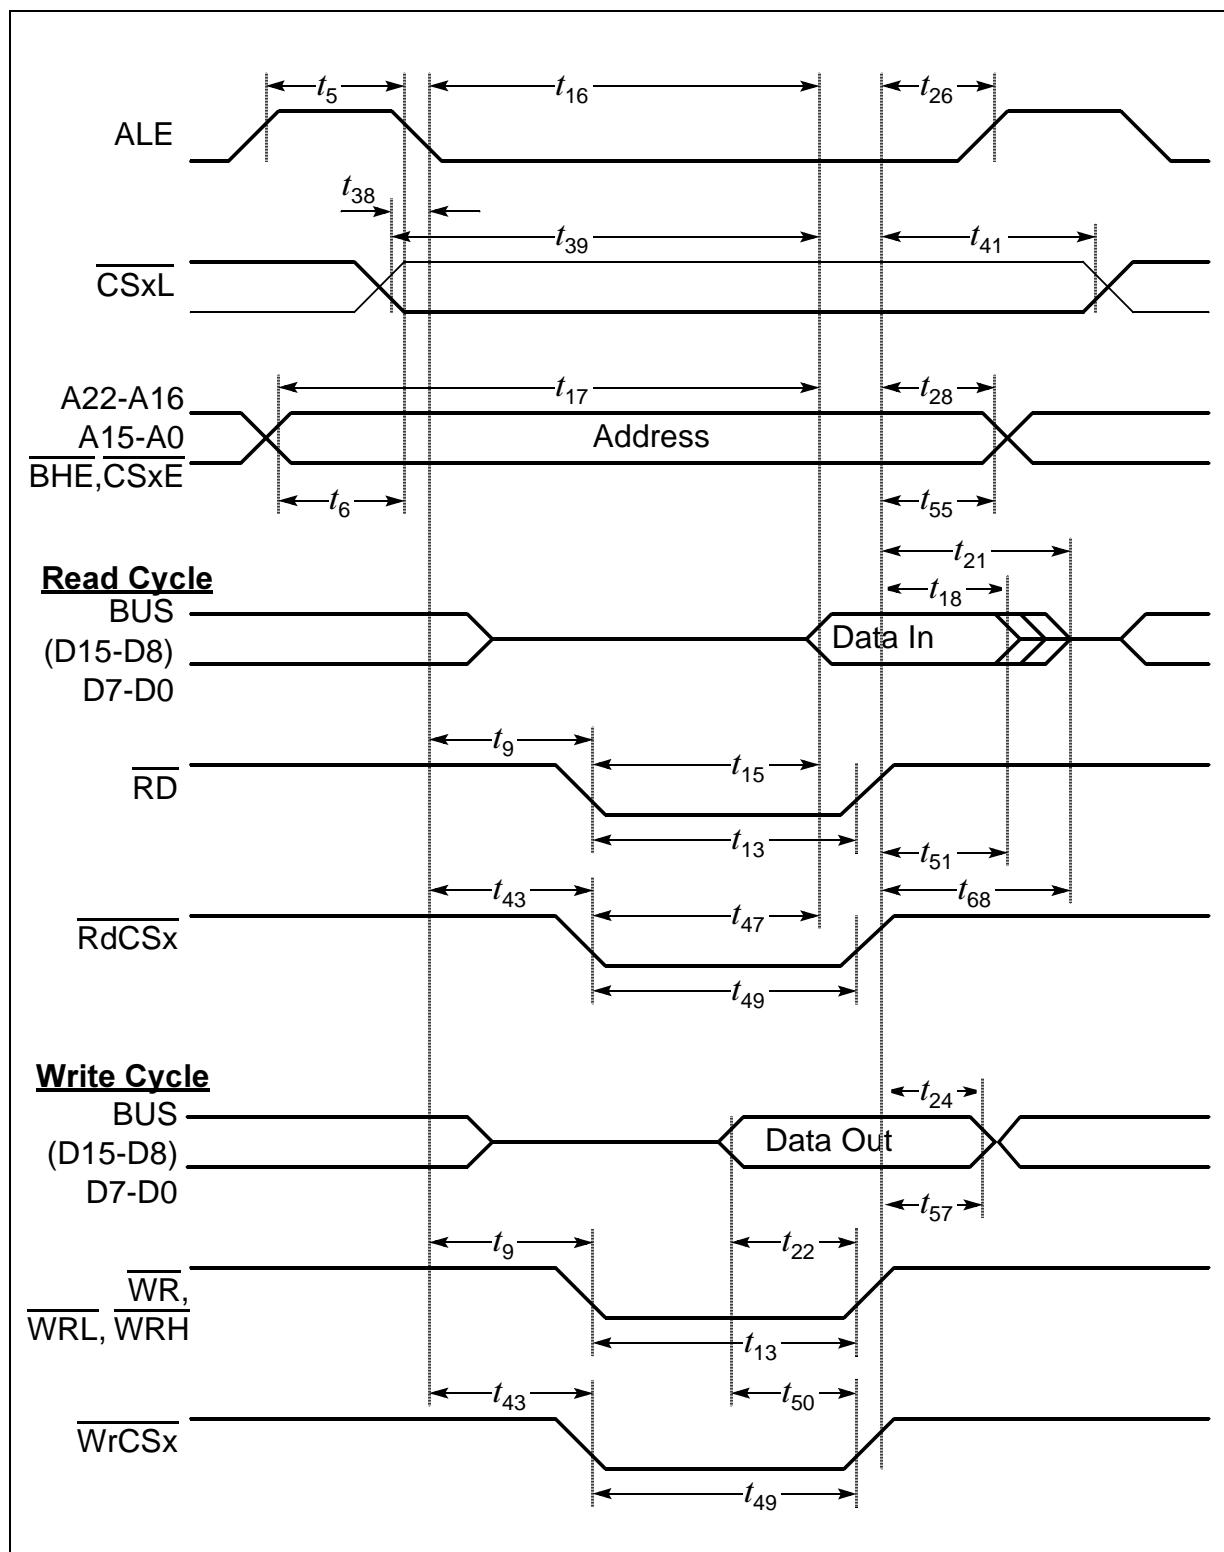 t5
t16
t26
ALE
t38
t39
t41
CSxL
A22-A16
t17
t28
A15-A0
Address
BHE,CSxE
t6
t55
t21
Read Cycle
t18
BUS
(D15-D8)
Data In
D7-D0
t9
t15
RD
t13
t51
t43
t68
t47
RdCSx
t49
Write Cycle
t24
BUS
(D15-D8)
Data Out
D7-D0
t57
t9
t22
WR,
WRL, WRH
t13
t43
t50
WrCSx
t49